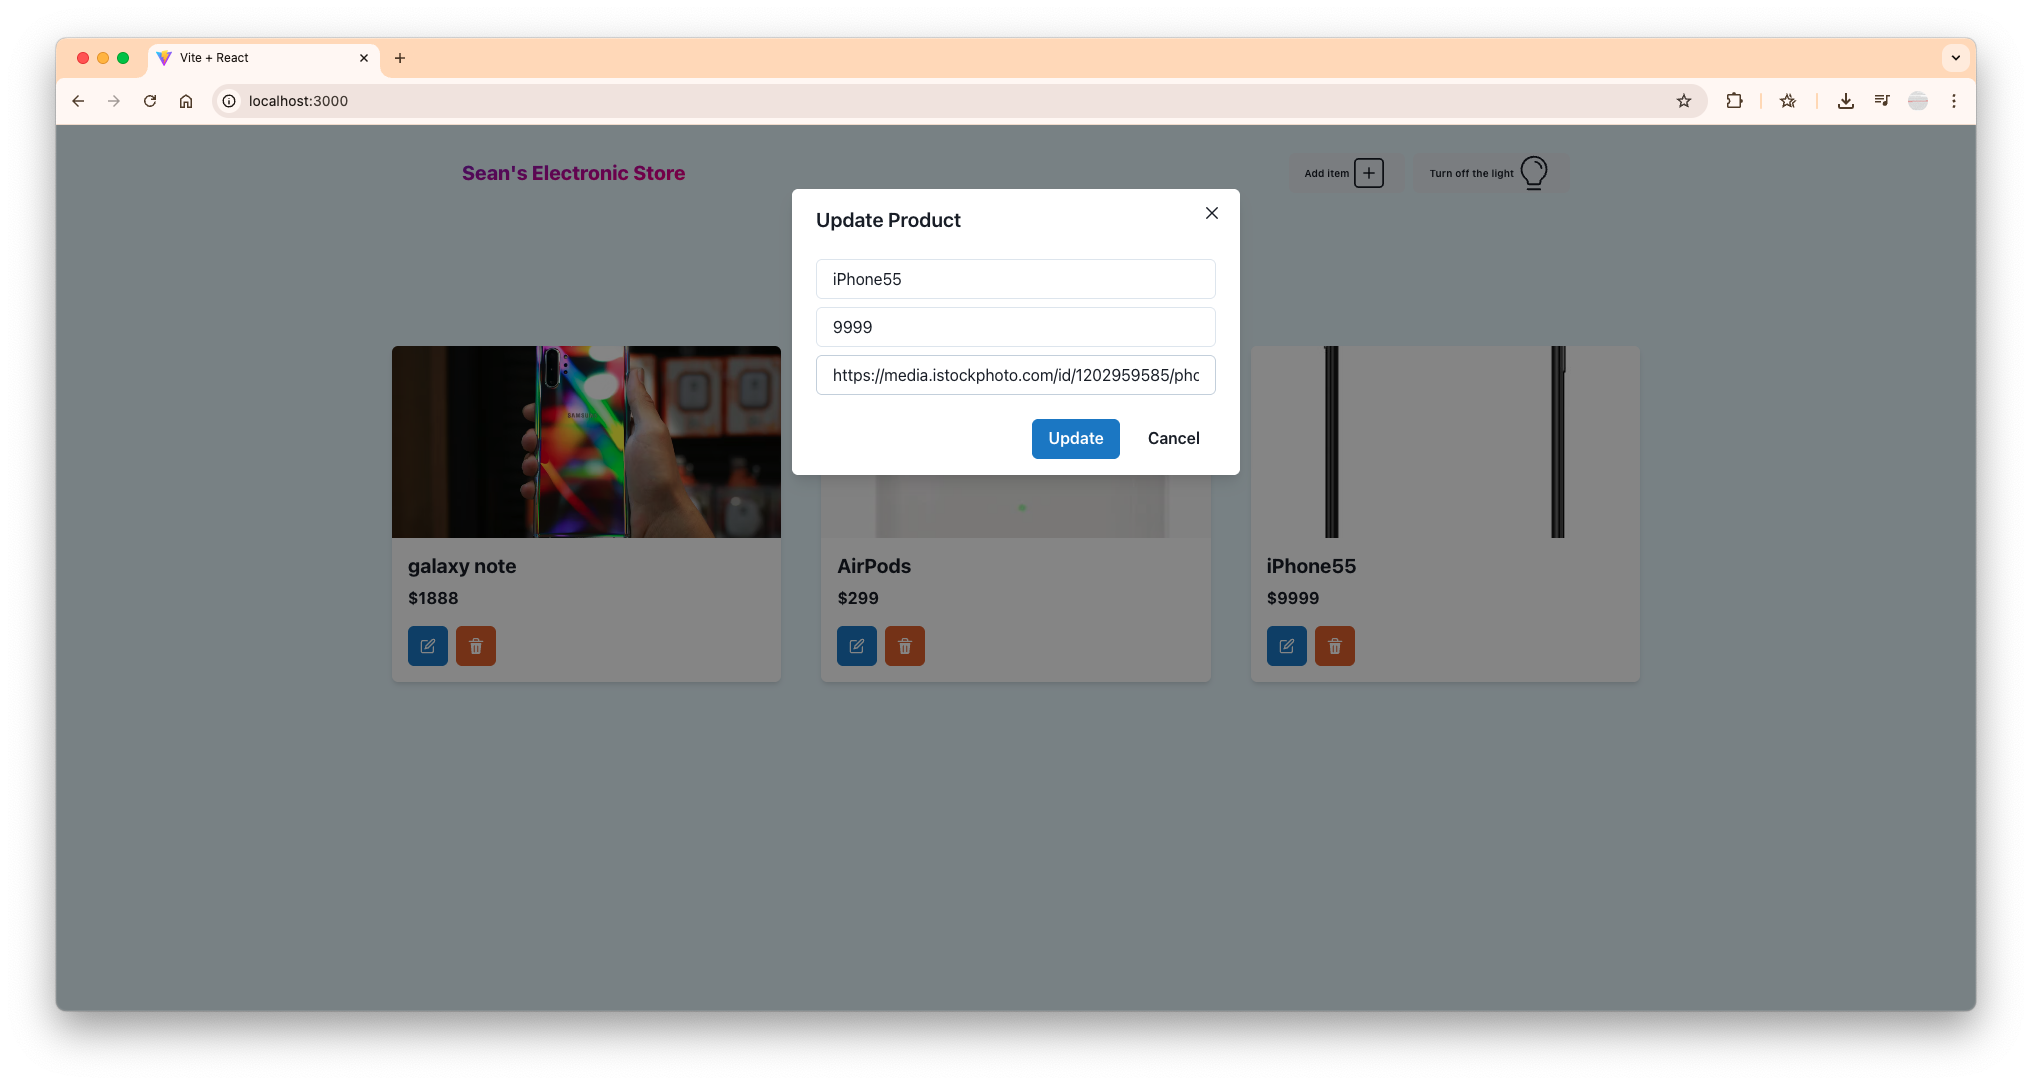 Vite + React
localhost:3000
Sean's Electronic Store
Add item
Turn off the light
Update Product
iPhone55
9999
https://media.istockphoto.com/id/1202959585/phc
Update
Cancel
SAMSUNG
galaxy note
$1888
AirPods
$299
iPhone55
$9999